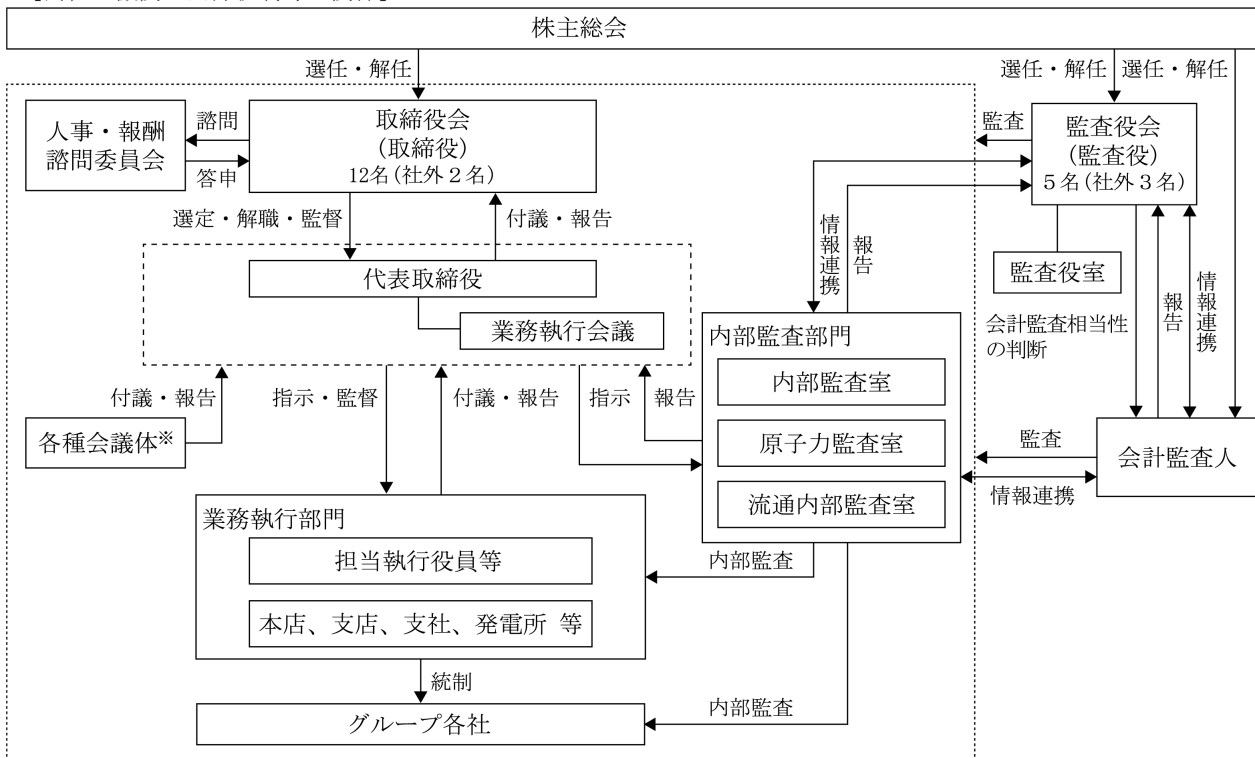 株主総会
選任・解任
選任・解任
選任・解任
人事・報酬
諮問委員会
諮問
答申
取締役会
(取締役)
12名(社外2名)
監査
監査役会
(監査役)
5名(社外3名)
選定・解職・監督
付議・報告
情報連携
報告
監査役室
代表取締役
業務執行会議
会計監査相当性
の判断
報告
情報連携
内部監査部門
内部監査室
原子力監査室
流通内部監査室
付議・報告
指示・監督
付議・報告
指示
報告
各種会議体※
監査
情報連携
会計監査人
業務執行部門
担当執行役員等
本店、支店、支社、発電所 等
内部監査
統制
グループ各社
内部監査